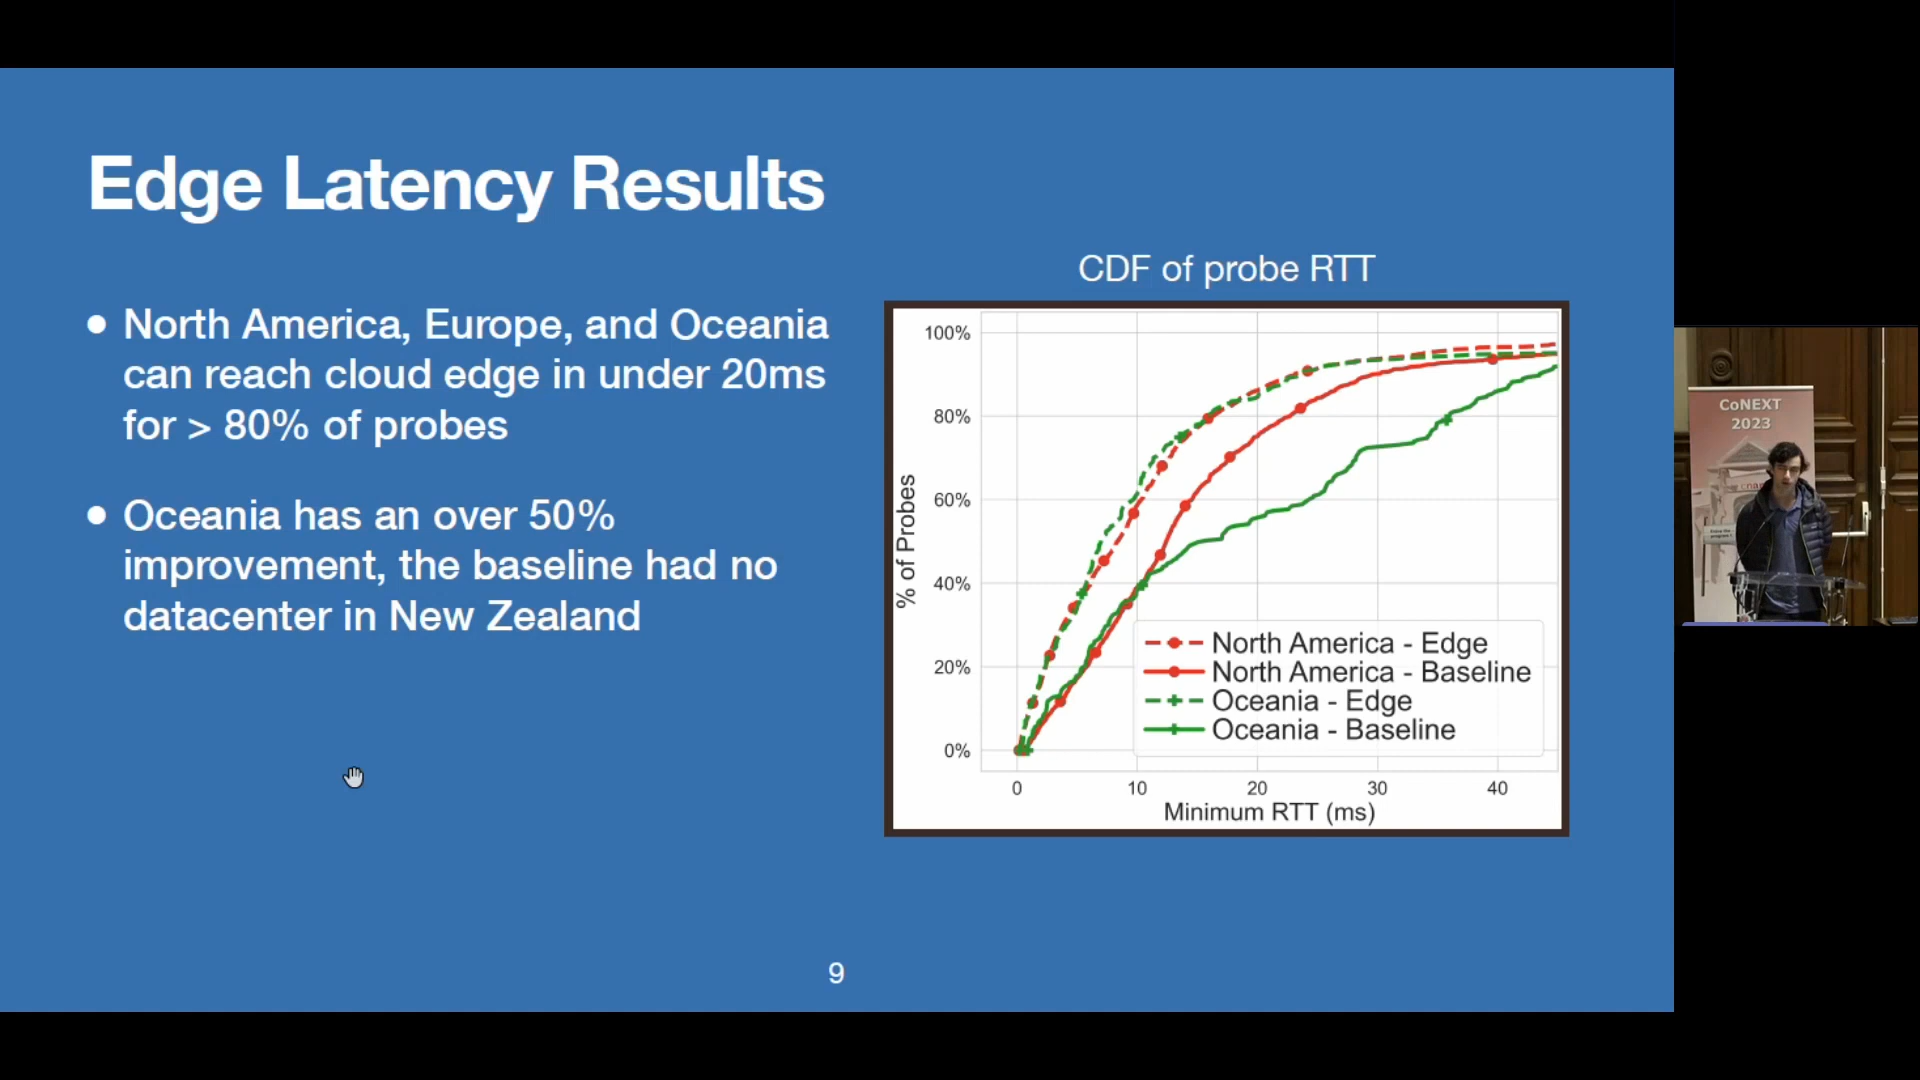 Edge Latency Results
CDF of probe RTT
● North America, Europe, and Oceania
can reach cloud edge in under 20ms
for > 80% of probes
● Oceania has an over 50%
improvement, the baseline had no
datacenter in New Zealand
100%
80%
60%
40%
20%
0%
% of Probes
North America - Edge
North America - Baseline
Oceania - Edge
Oceania - Baseline
0 10 20 30 40
Minimum RTT (ms)
9
CoNEXT
2023